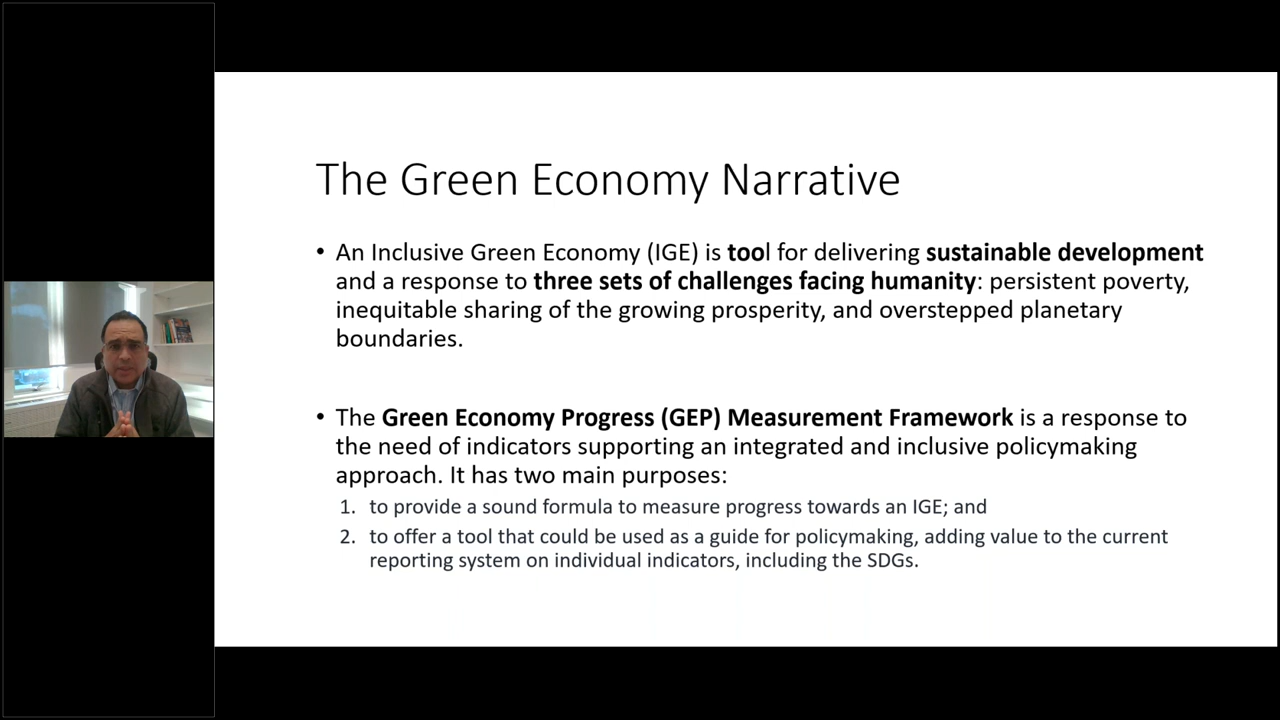 The Green Economy Narrative
• An Inclusive Green Economy (IGE) is tool for delivering sustainable development
and a response to three sets of challenges facing humanity: persistent poverty,
inequitable sharing of the growing prosperity, and overstepped planetary
boundaries.
• The Green Economy Progress (GEP) Measurement Framework is a response to
the need of indicators supporting an integrated and inclusive policymaking
approach. It has two main purposes:
1. to provide a sound formula to measure progress towards an IGE; and
2. to offer a tool that could be used as a guide for policymaking, adding value to the current
reporting system on individual indicators, including the SDGs.